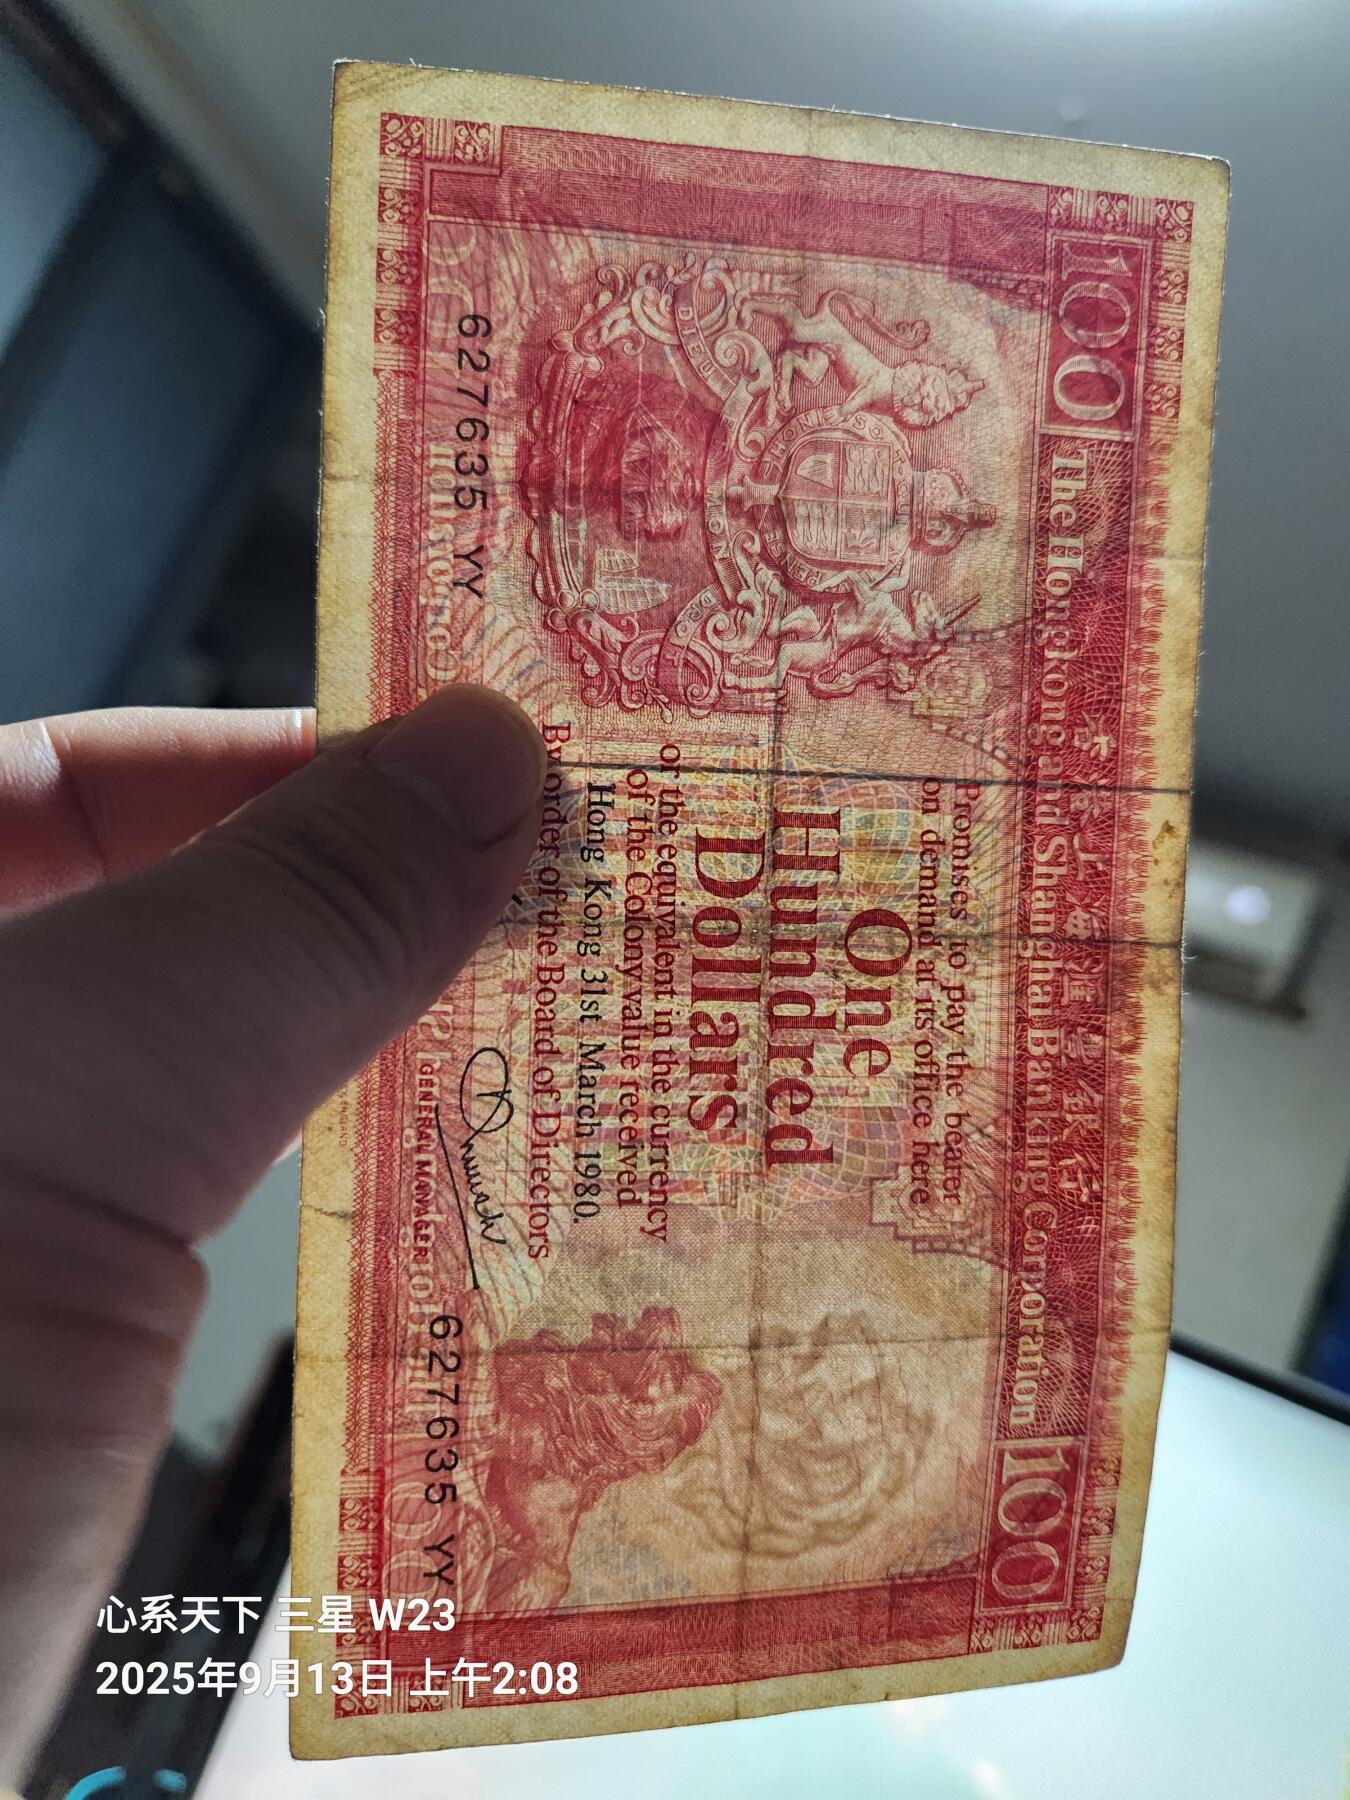 100 The Hongkong and Shanghai Banking Corporation 100
香港上海滙豐銀行
Promises to pay the bearer
on demand at its office here
One
Hundred
Dollars
or the equivalent in the currency
of the Colony value received
Hong Kong 31st March 1980.
By order of the Board of Directors
GENERAL MANAGER
627635 YY
627635 YY
HONI SOIT QUI MAL Y PENSE
DIEU ET MON DROIT
心系天下 三星 W23
2025年9月13日 上午2:08